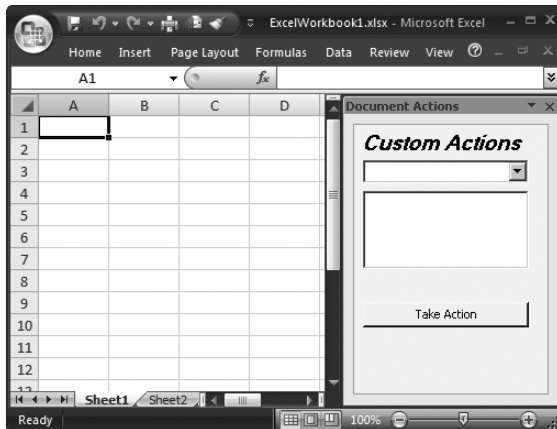 ExcelWorkbook1.xlsx - Microsoft Excel
Home Insert Page Layout Formulas Data Review View
A1 fx
A B C D
Document Actions
Custom Actions
1
2
3
4
5
6
7
8
9
10
11
12
13
Take Action
Sheet1 Sheet2
Ready 100%